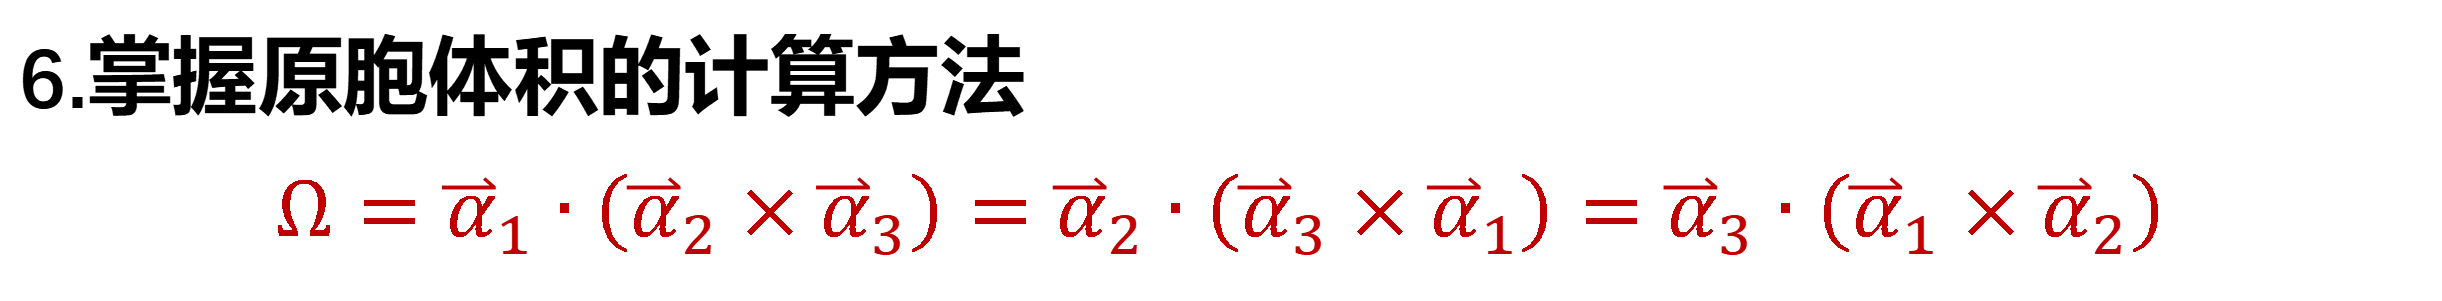 6.掌握原胞体积的计算方法
Ω = α⃗₁ · (α⃗₂ × α⃗₃) = α⃗₂ · (α⃗₃ × α⃗₁) = α⃗₃ · (α⃗₁ × α⃗₂)